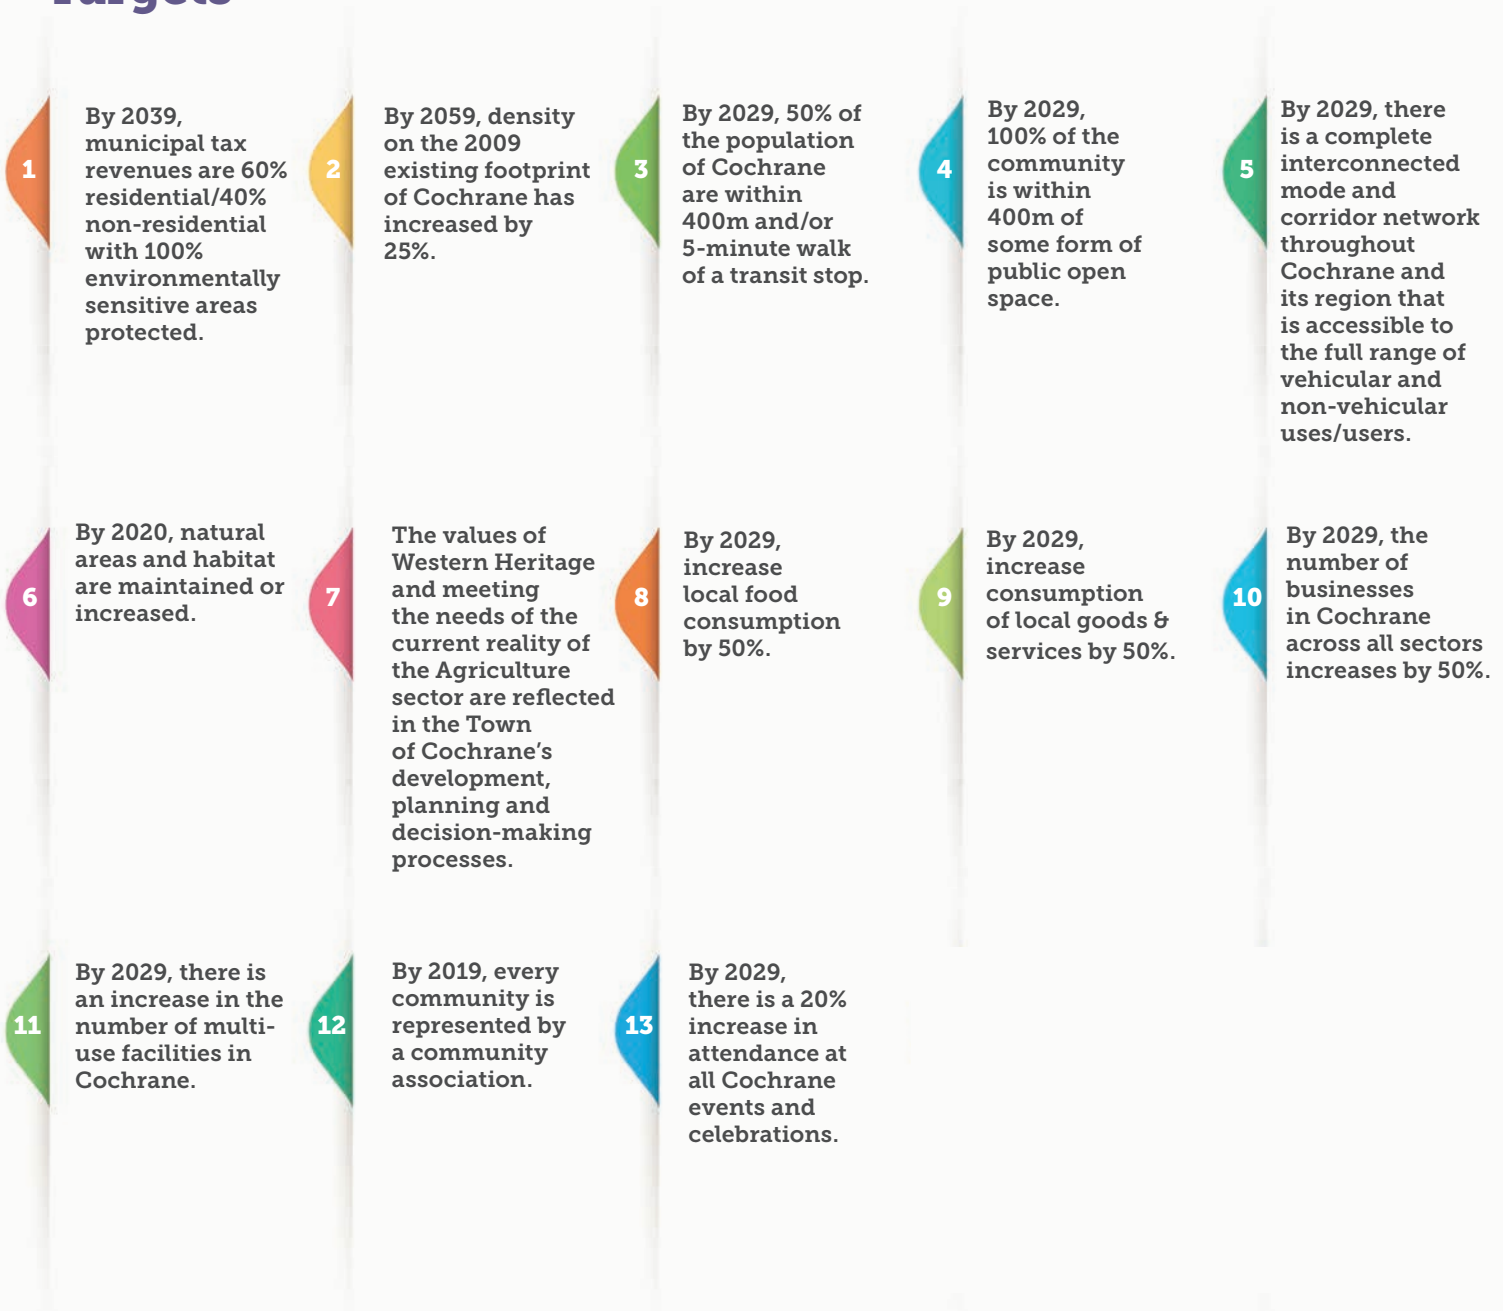 Targets
1
By 2039,
municipal tax
revenues are 60%
residential/40%
non-residential
with 100%
environmentally
sensitive areas
protected.
2
By 2059, density
on the 2009
existing footprint
of Cochrane has
increased by
25%.
3
By 2029, 50% of
the population
of Cochrane
are within
400m and/or
5-minute walk
of a transit stop.
4
By 2029,
100% of the
community
is within
400m of
some form of
public open
space.
5
By 2029, there
is a complete
interconnected
mode and
corridor network
throughout
Cochrane and
its region that
is accessible to
the full range of
vehicular and
non-vehicular
uses/users.
6
By 2020, natural
areas and habitat
are maintained or
increased.
7
The values of
Western Heritage
and meeting
the needs of the
current reality of
the Agriculture
sector are reflected
in the Town
of Cochrane’s
development,
planning and
decision-making
processes.
8
By 2029,
increase
local food
consumption
by 50%.
9
By 2029,
increase
consumption
of local goods &
services by 50%.
10
By 2029, the
number of
businesses
in Cochrane
across all sectors
increases by 50%.
11
By 2029, there is
an increase in the
number of multi-
use facilities in
Cochrane.
12
By 2019, every
community is
represented by
a community
association.
13
By 2029,
there is a 20%
increase in
attendance at
all Cochrane
events and
celebrations.